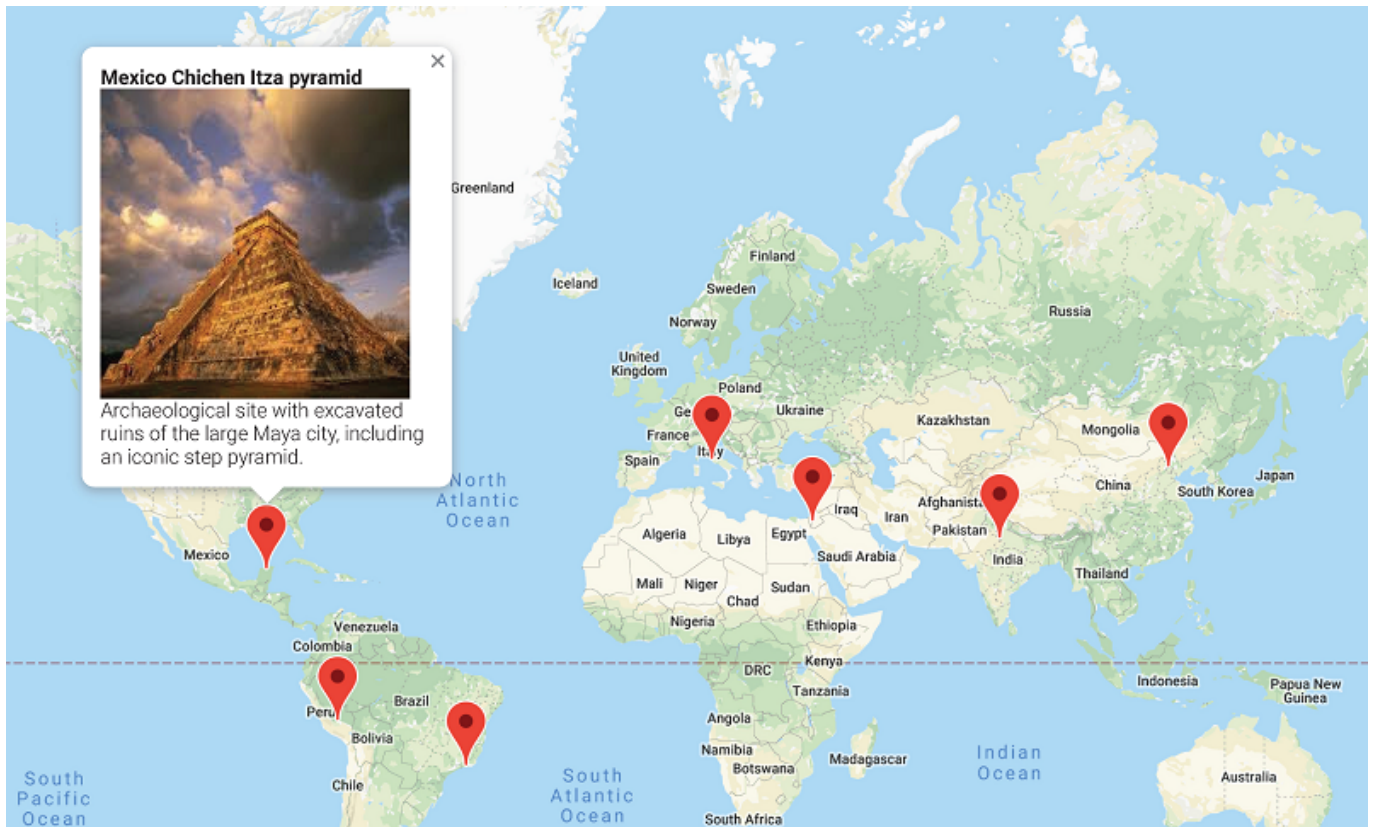 Mexico Chichen Itza pyramid
Archaeological site with excavated
ruins of the large Maya city, including
an iconic step pyramid.
Greenland
Iceland
Finland
Sweden
Norway
Russia
United
Kingdom
Poland
Ukraine
Kazakhstan
Mongolia
France
Italy
Spain
North
Atlantic
Ocean
China
Japan
South Korea
Iraq
Iran
Pakistan
Algeria
Libya
Egypt
Saudi Arabia
India
Mexico
Mali
Niger
Chad
Sudan
Thailand
Nigeria
Ethiopia
Venezuela
Colombia
DRC
Kenya
Tanzania
Indonesia
Papua New
Guinea
Peru
Brazil
Bolivia
Angola
Namibia
Botswana
Madagascar
Indian
Ocean
Chile
Australia
South
Pacific
Ocean
South
Atlantic
Ocean
South Africa